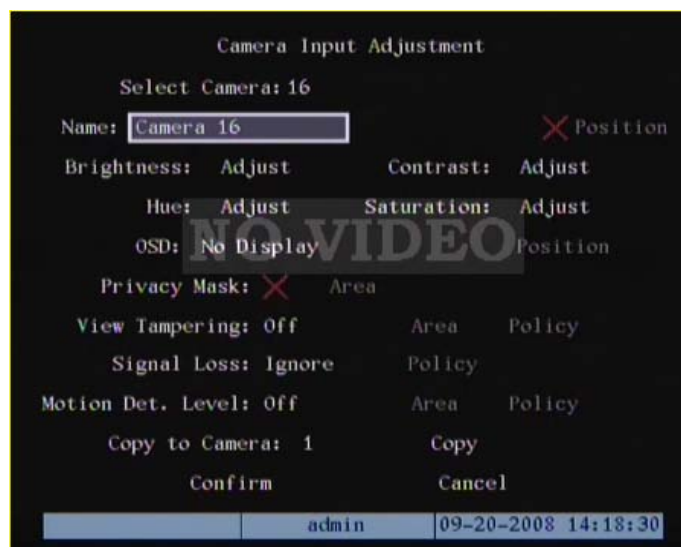 Camera Input Adjustment
Select Camera: 16
Name: Camera 16 Position
Brightness: Adjust Contrast: Adjust
Hue: Adjust Saturation: Adjust
NO VIDEO
OSD: No Display Position
Privacy Mask: Area
View Tampering: Off Area Policy
Signal Loss: Ignore Policy
Motion Det. Level: Off Area Policy
Copy to Camera: 1 Copy
Confirm Cancel
admin 09-20-2008 14:18:30